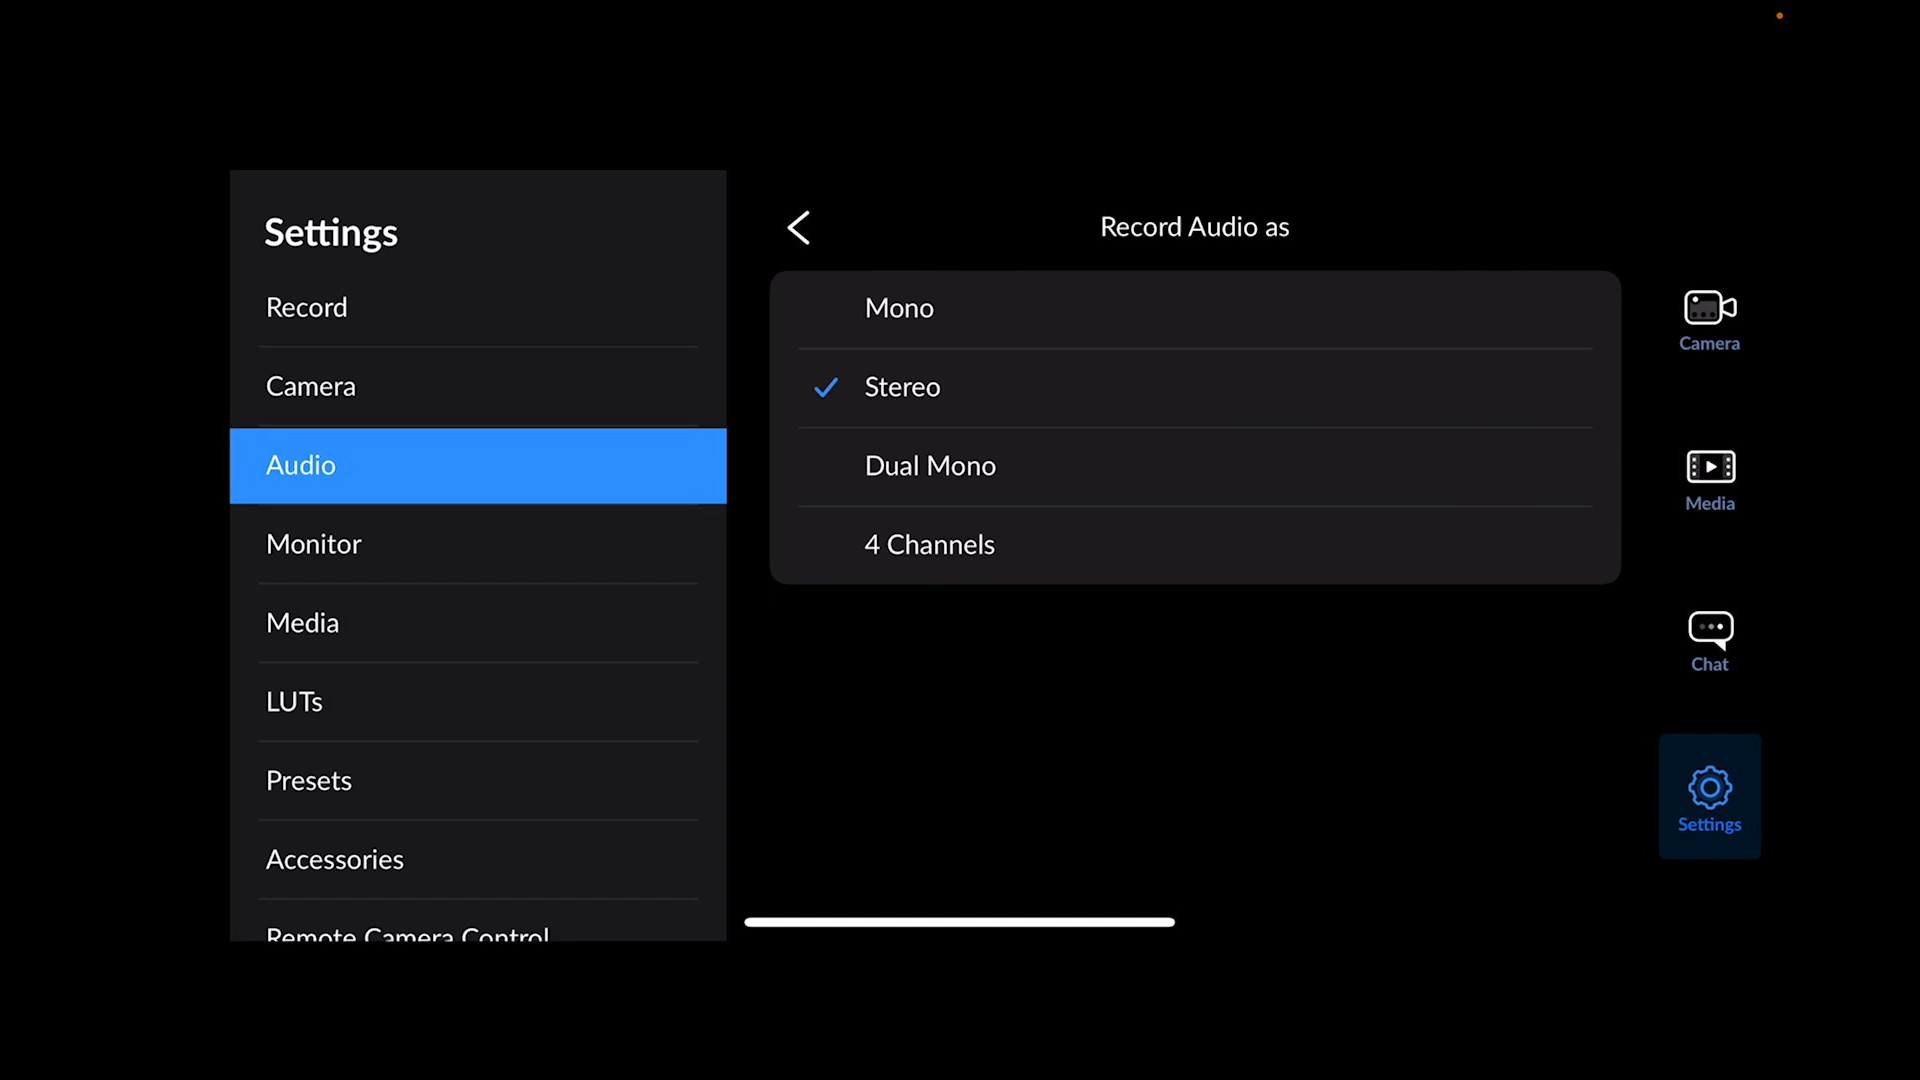 Settings
Record
Camera
Audio
Monitor
Media
LUTs
Presets
Accessories
Remote Camera Control
Record Audio as
Mono
Stereo
Dual Mono
4 Channels
Camera
Media
Chat
Settings